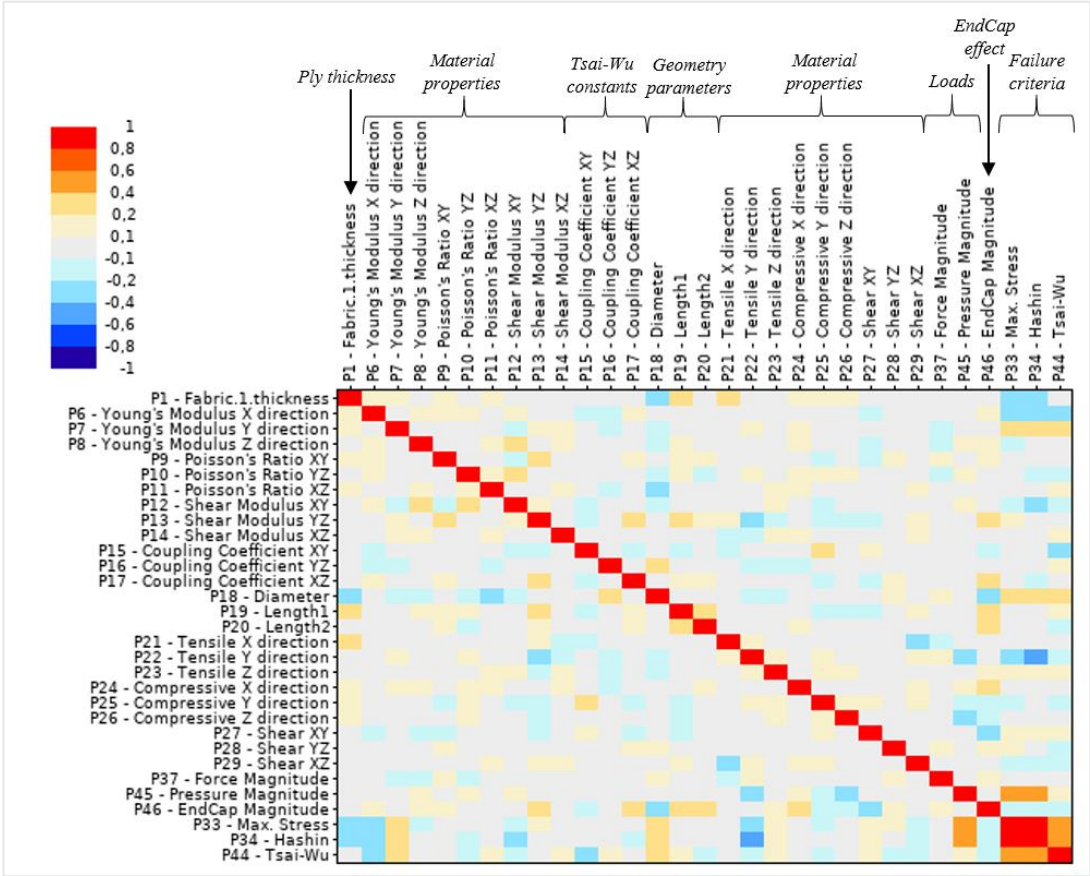 EndCap
effect
Failure
criteria
Ply thickness
Material
properties
Tsai-Wu
constants
Geometry
parameters
Material
properties
Loads
1
0,8
0,6
0,4
0,2
0,1
-0,1
-0,2
-0,4
-0,6
-0,8
-1
P1 - Fabric.1.thickness
P6 - Young's Modulus X direction
P7 - Young's Modulus Y direction
P8 - Young's Modulus Z direction
P9 - Poisson's Ratio XY
P10 - Poisson's Ratio YZ
P11 - Poisson's Ratio XZ
P12 - Shear Modulus XY
P13 - Shear Modulus YZ
P14 - Shear Modulus XZ
P15 - Coupling Coefficient XY
P16 - Coupling Coefficient YZ
P17 - Coupling Coefficient XZ
P18 - Diameter
P19 - Length1
P20 - Length2
P21 - Tensile X direction
P22 - Tensile Y direction
P23 - Tensile Z direction
P24 - Compressive X direction
P25 - Compressive Y direction
P26 - Compressive Z direction
P27 - Shear XY
P28 - Shear YZ
P29 - Shear XZ
P37 - Force Magnitude
P45 - Pressure Magnitude
P46 - EndCap Magnitude
P33 - Max. Stress
P34 - Hashin
P44 - Tsai-Wu
P1 - Fabric.1.thickness
P6 - Young's Modulus X direction
P7 - Young's Modulus Y direction
P8 - Young's Modulus Z direction
P9 - Poisson's Ratio XY
P10 - Poisson's Ratio YZ
P11 - Poisson's Ratio XZ
P12 - Shear Modulus XY
P13 - Shear Modulus YZ
P14 - Shear Modulus XZ
P15 - Coupling Coefficient XY
P16 - Coupling Coefficient YZ
P17 - Coupling Coefficient XZ
P18 - Diameter
P19 - Length1
P20 - Length2
P21 - Tensile X direction
P22 - Tensile Y direction
P23 - Tensile Z direction
P24 - Compressive X direction
P25 - Compressive Y direction
P26 - Compressive Z direction
P27 - Shear XY
P28 - Shear YZ
P29 - Shear XZ
P37 - Force Magnitude
P45 - Pressure Magnitude
P46 - EndCap Magnitude
P33 - Max. Stress
P34 - Hashin
P44 - Tsai-Wu